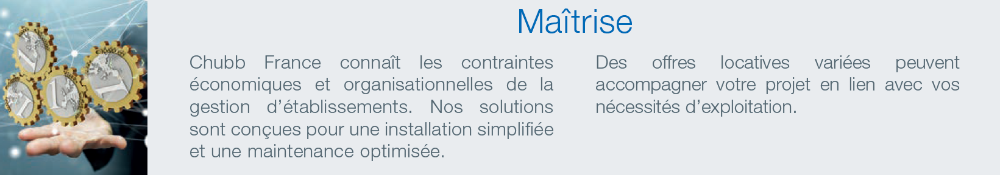 Maîtrise
Chubb France connaît les contraintes
économiques et organisationnelles de la
gestion d’établissements. Nos solutions
sont conçues pour une installation simplifiée
et une maintenance optimisée.
Des offres locatives variées peuvent
accompagner votre projet en lien avec vos
nécessités d’exploitation.